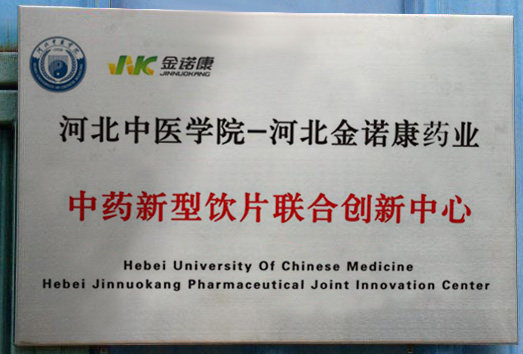 JNK 金诺康
JINNUOKANG
河北中医学院-河北金诺康药业
中药新型饮片联合创新中心
Hebei University Of Chinese Medicine
Hebei Jinnuokang Pharmaceutical Joint Innovation Center